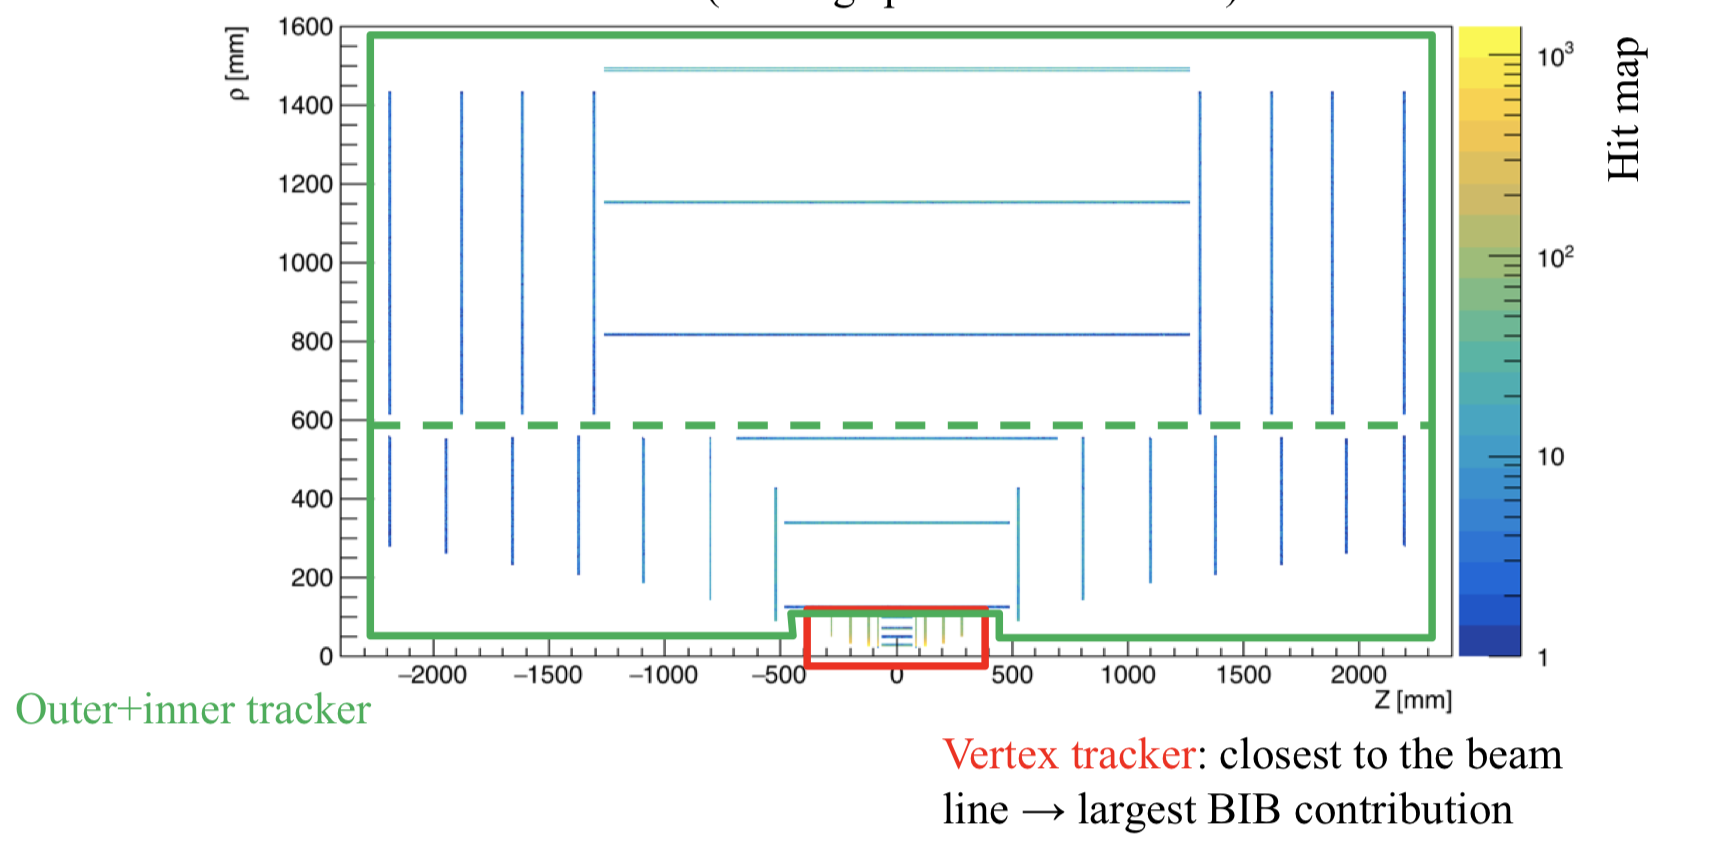 1600
1400
1200
1000
800
600
400
200
0
ρ [mm]
−2000 −1500 −1000 −500 0 500 1000 1500 2000
Z [mm]
10³
10²
10
1
Hit map
Outer+inner tracker
Vertex tracker: closest to the beam
line → largest BIB contribution